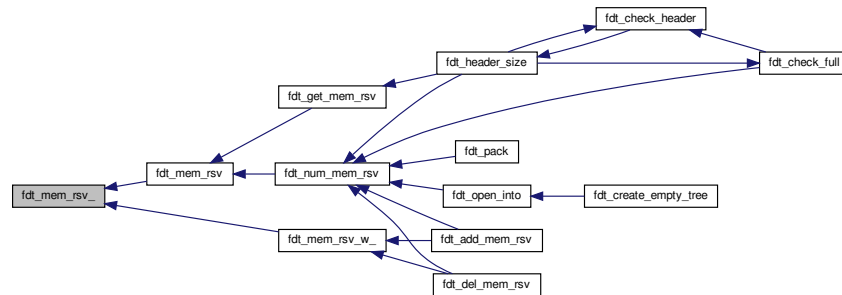 fdt_check_header
fdt_header_size
fdt_check_full
fdt_get_mem_rsv
fdt_pack
fdt_mem_rsv
fdt_num_mem_rsv
fdt_mem_rsv_
fdt_open_into
fdt_create_empty_tree
fdt_mem_rsv_w_
fdt_add_mem_rsv
fdt_del_mem_rsv